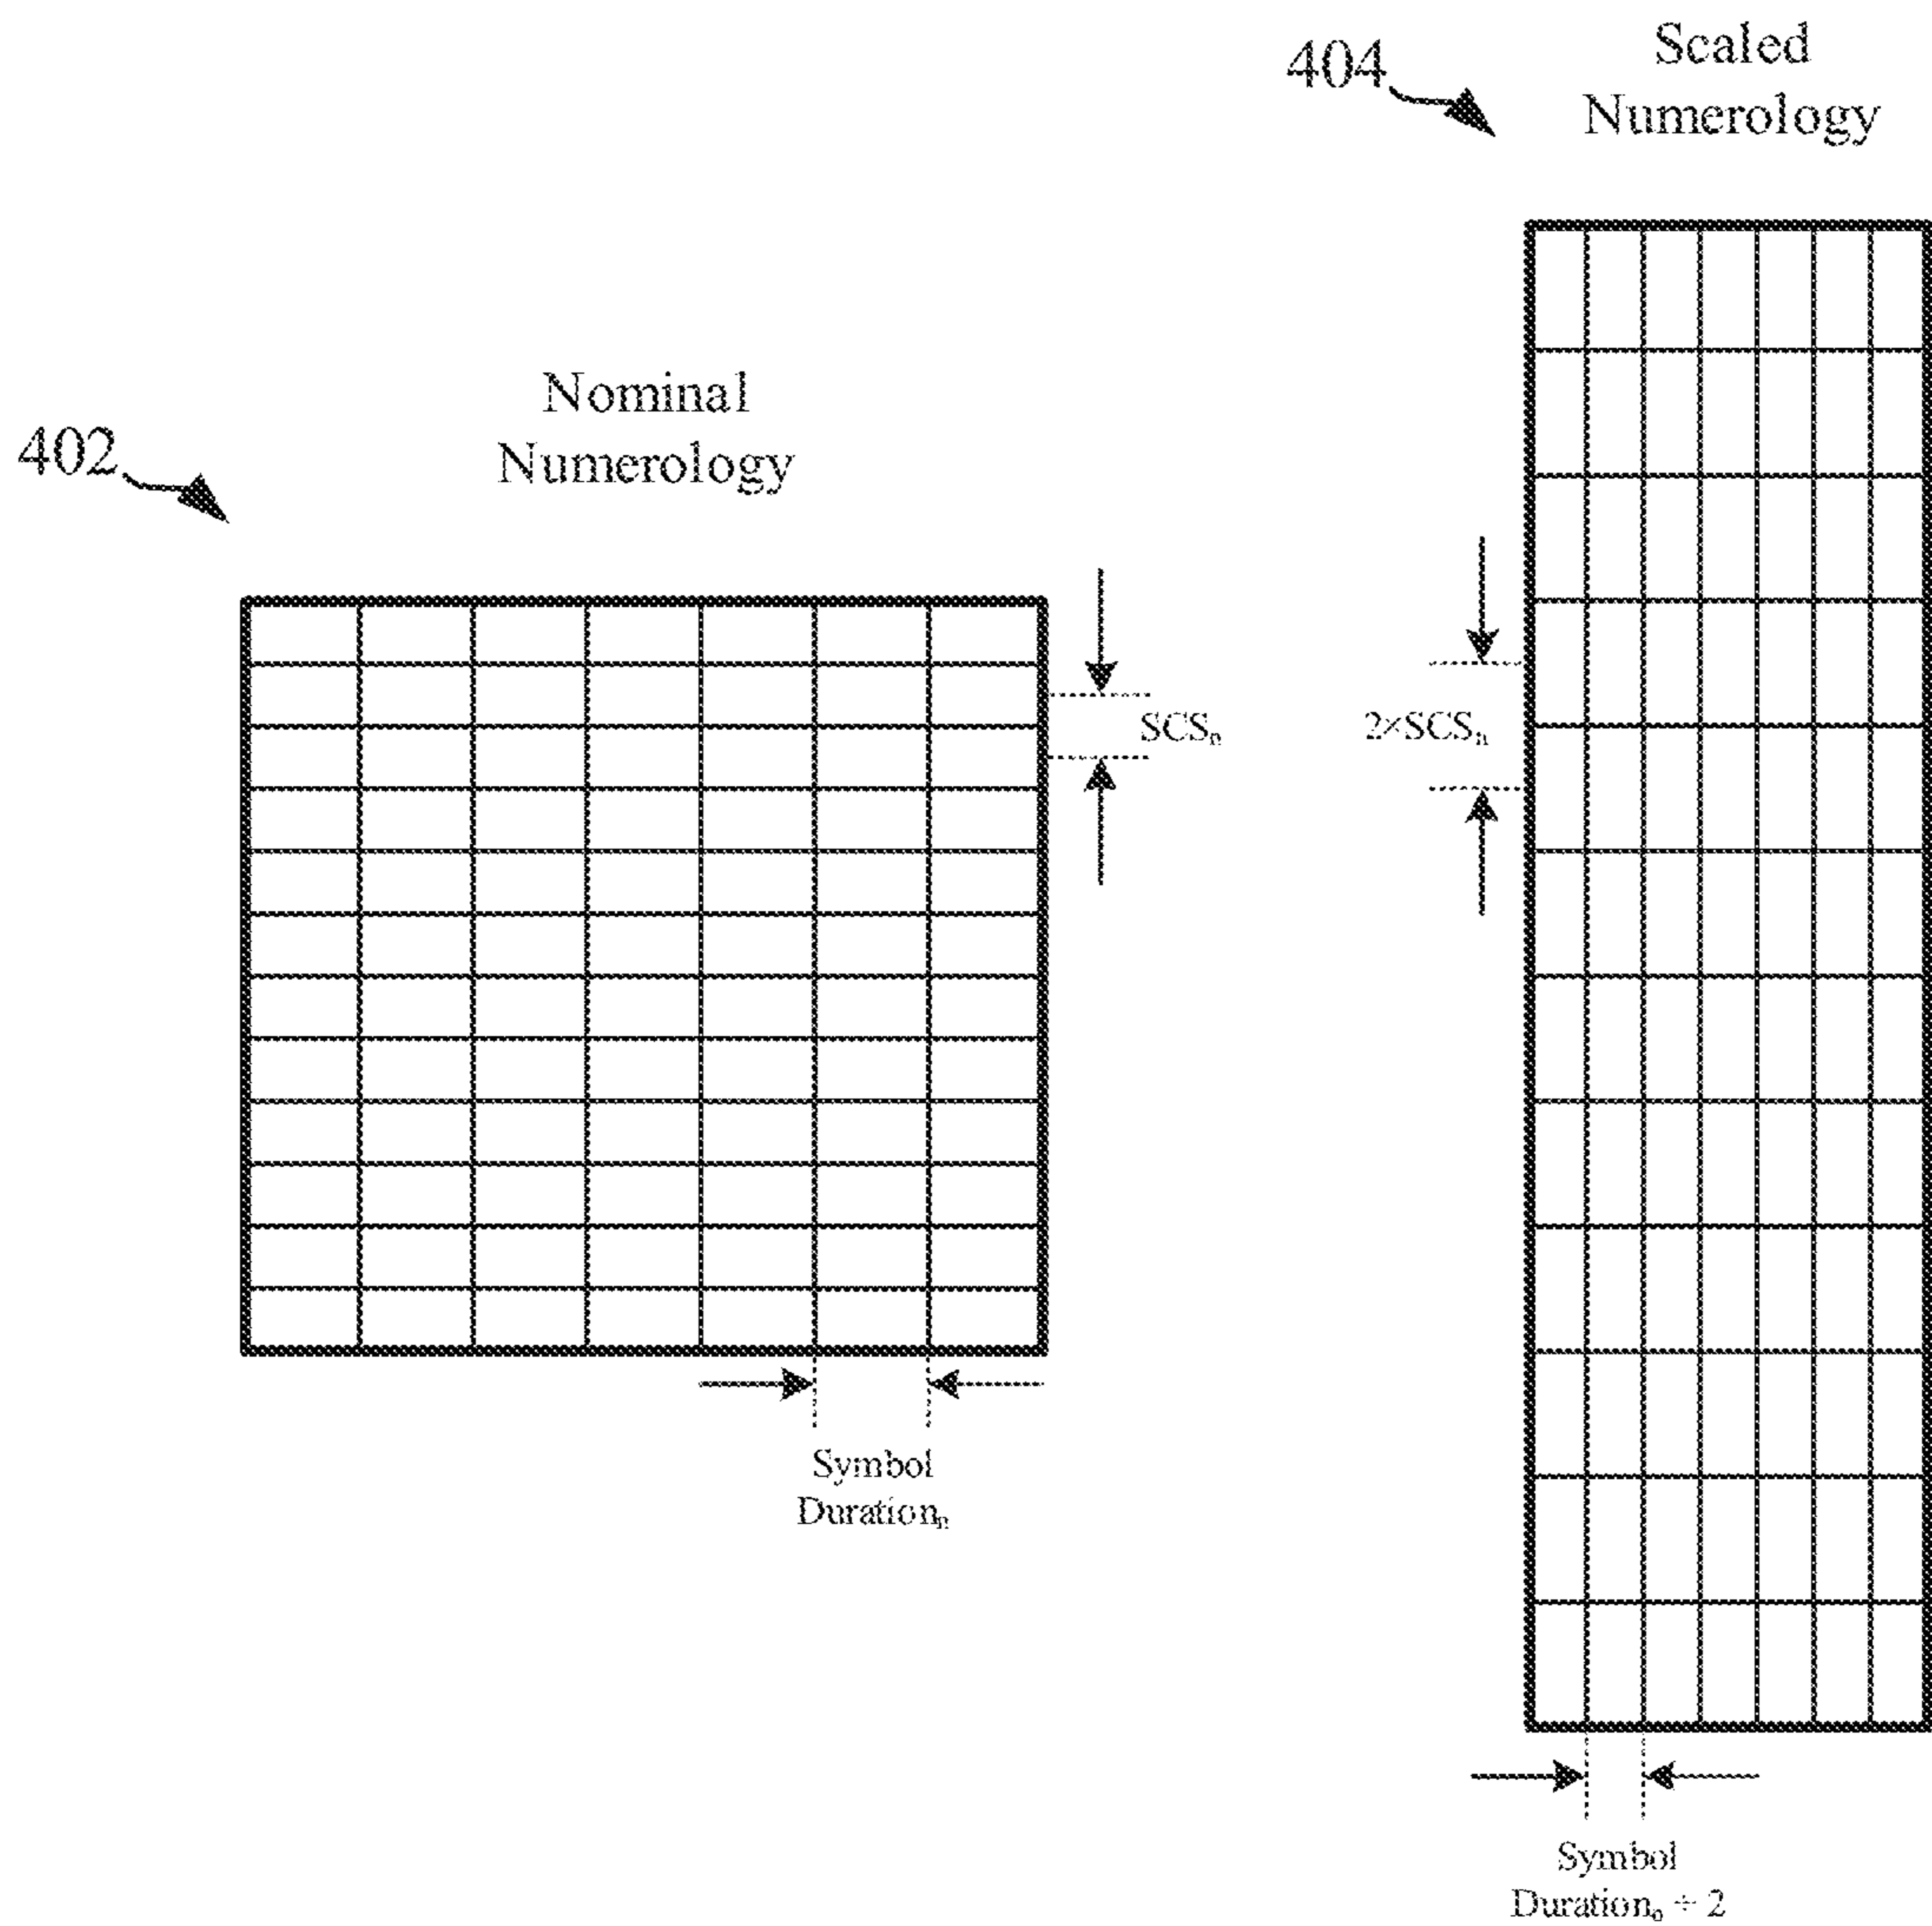 404
Scaled
Numerology
Nominal
Numerology
402
SCSₙ
2×SCSₙ
Symbol
Durationₙ
Symbol
Durationₙ ÷ 2